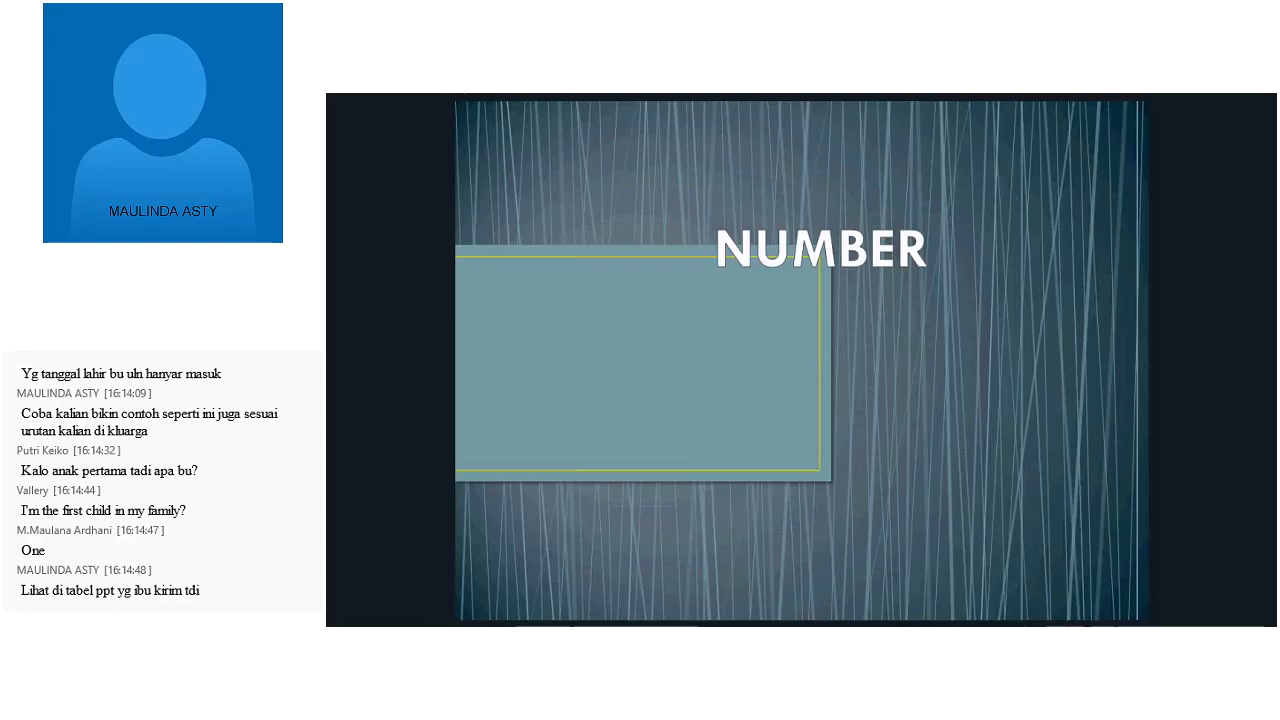 MAULINDA ASTY
NUMBER
Yg tanggal lahir bu uln hanyar masuk
MAULINDA ASTY [16:14:09]
Coba kalian bikin contoh seperti ini juga sesuai
urutan kalian di kluarga
Putri Keiko [16:14:32]
Kalo anak pertama tadi apa bu?
Vallery [16:14:44]
I'm the first child in my family?
M.Maulana Ardhani [16:14:47]
One
MAULINDA ASTY [16:14:48]
Lihat di tabel ppt yg ibu kirim tdi